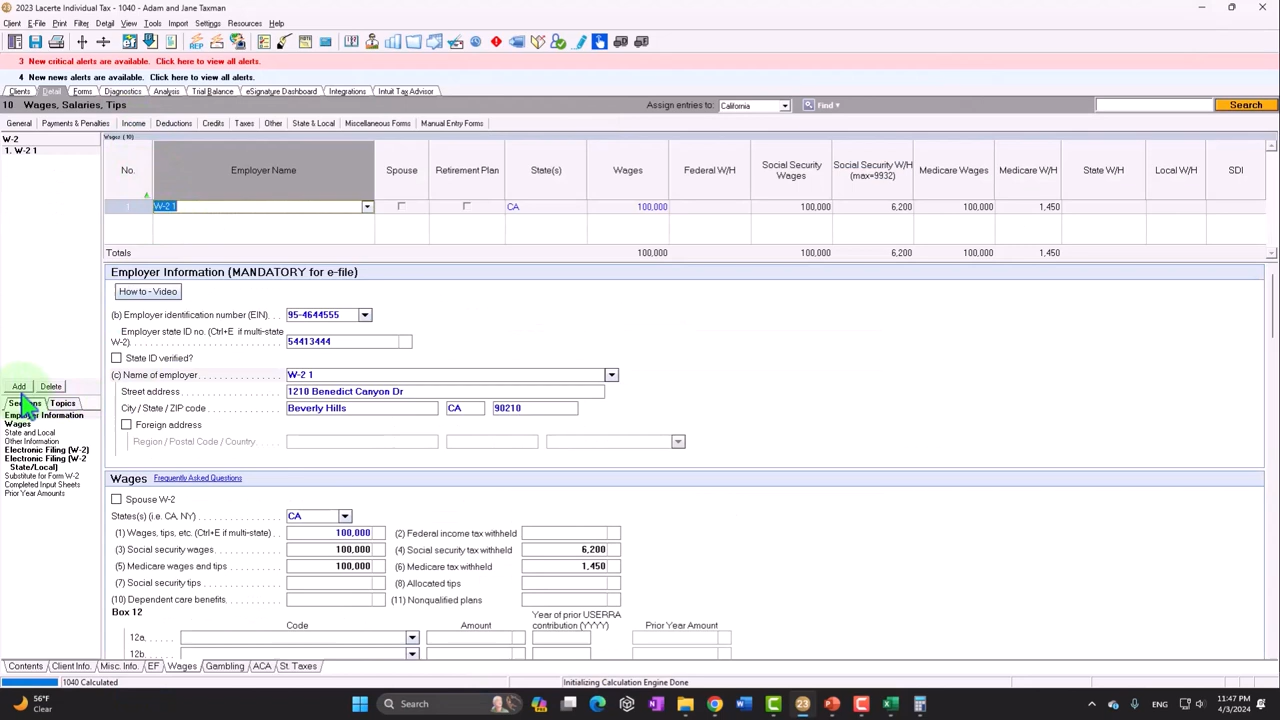 23 Lacerte Individual Tax - 1040 - Adam and Jane Taxman
Client E-File Print Filter Detail View Tools Import Settings Resources Help
REP
3 New critical alerts are available. Click here to view all alerts.
4 New news alerts are available. Click here to view all alerts.
Clients Detail Forms Diagnostics Analysis Trial Balance eSignature Dashboard Integrations Intuit Tax Advisor
10 Wages, Salaries, Tips Assign entries to: California Find Search
General Payments & Penalties Income Deductions Credits Taxes Other State & Local Miscellaneous Forms Manual Entry Forms
W-2 Wages (10)
1. W-2 1
No. Employer Name Spouse Retirement Plan State(s) Wages Federal W/H Social Security Wages Social Security W/H (max=9932) Medicare Wages Medicare W/H State W/H Local W/H SDI
1 W-2 1 CA 100,000 100,000 6,200 100,000 1,450
Totals 100,000 100,000 6,200 100,000 1,450
Employer Information (MANDATORY for e-file)
How to - Video
(b) Employer identification number (EIN). . . 95-4644555
Employer state ID no. (Ctrl+E if multi-state
W-2). . . 54413444
State ID verified?
(c) Name of employer. . . W-2 1
Street address . . . 1210 Benedict Canyon Dr
City / State / ZIP code . . . Beverly Hills CA 90210
Foreign address
Region / Postal Code / Country. . .
Add Delete
Sections Topics
Employer Information
Wages
State and Local
Other Information
Electronic Filing (W-2)
Electronic Filing (W-2
State/Local)
Substitute for Form W-2
Completed Input Sheets
Prior Year Amounts
Wages Frequently Asked Questions
Spouse W-2
States(s) (i.e. CA, NY) . . . CA
(1) Wages, tips, etc. (Ctrl+E if multi-state) . . 100,000 (2) Federal income tax withheld
(3) Social security wages . . . 100,000 (4) Social security tax withheld 6,200
(5) Medicare wages and tips . . . 100,000 (6) Medicare tax withheld . . . 1,450
(7) Social security tips . . . (8) Allocated tips . . .
(10) Dependent care benefits. . . (11) Nonqualified plans . . .
Box 12 Code Amount Year of prior USERRA contribution (YYYY) Prior Year Amount
12a. . . . .
12b. . . . .
Contents Client Info. Misc. Info. EF Wages Gambling ACA St. Taxes
1040 Calculated Initializing Calculation Engine Done
56°F
Clear
Search
23
ENG
11:47 PM
4/3/2024